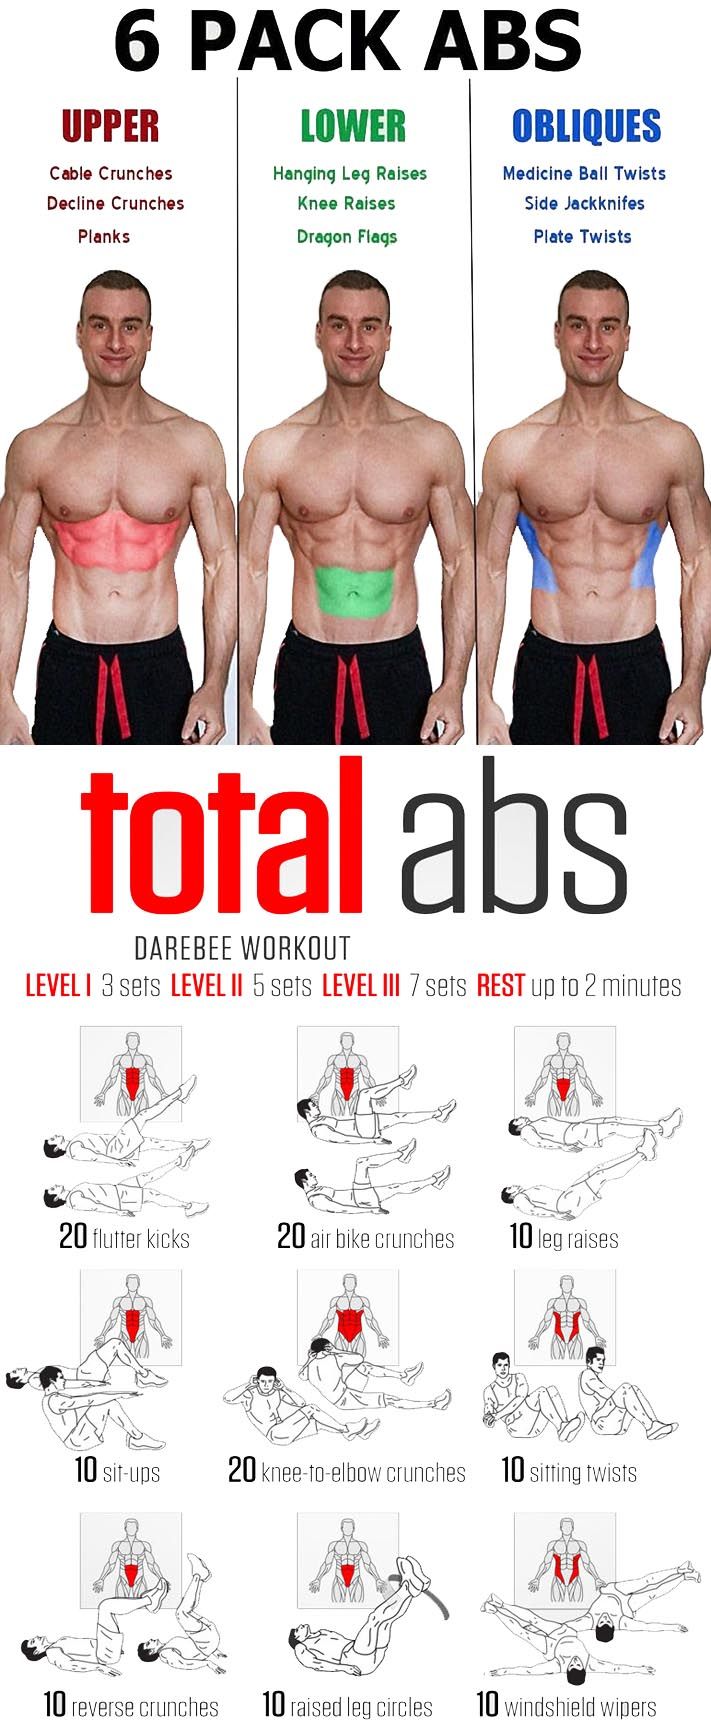 6 PACK ABS
UPPER
Cable Crunches
Decline Crunches
Planks
LOWER
Hanging Leg Raises
Knee Raises
Dragon Flags
OBLIQUES
Medicine Ball Twists
Side Jackknifes
Plate Twists
total abs
DAREBEE WORKOUT
LEVEL I 3 sets LEVEL II 5 sets LEVEL III 7 sets REST up to 2 minutes
20 flutter kicks
20 air bike crunches
10 leg raises
10 sit-ups
20 knee-to-elbow crunches
10 sitting twists
10 reverse crunches
10 raised leg circles
10 windshield wipers